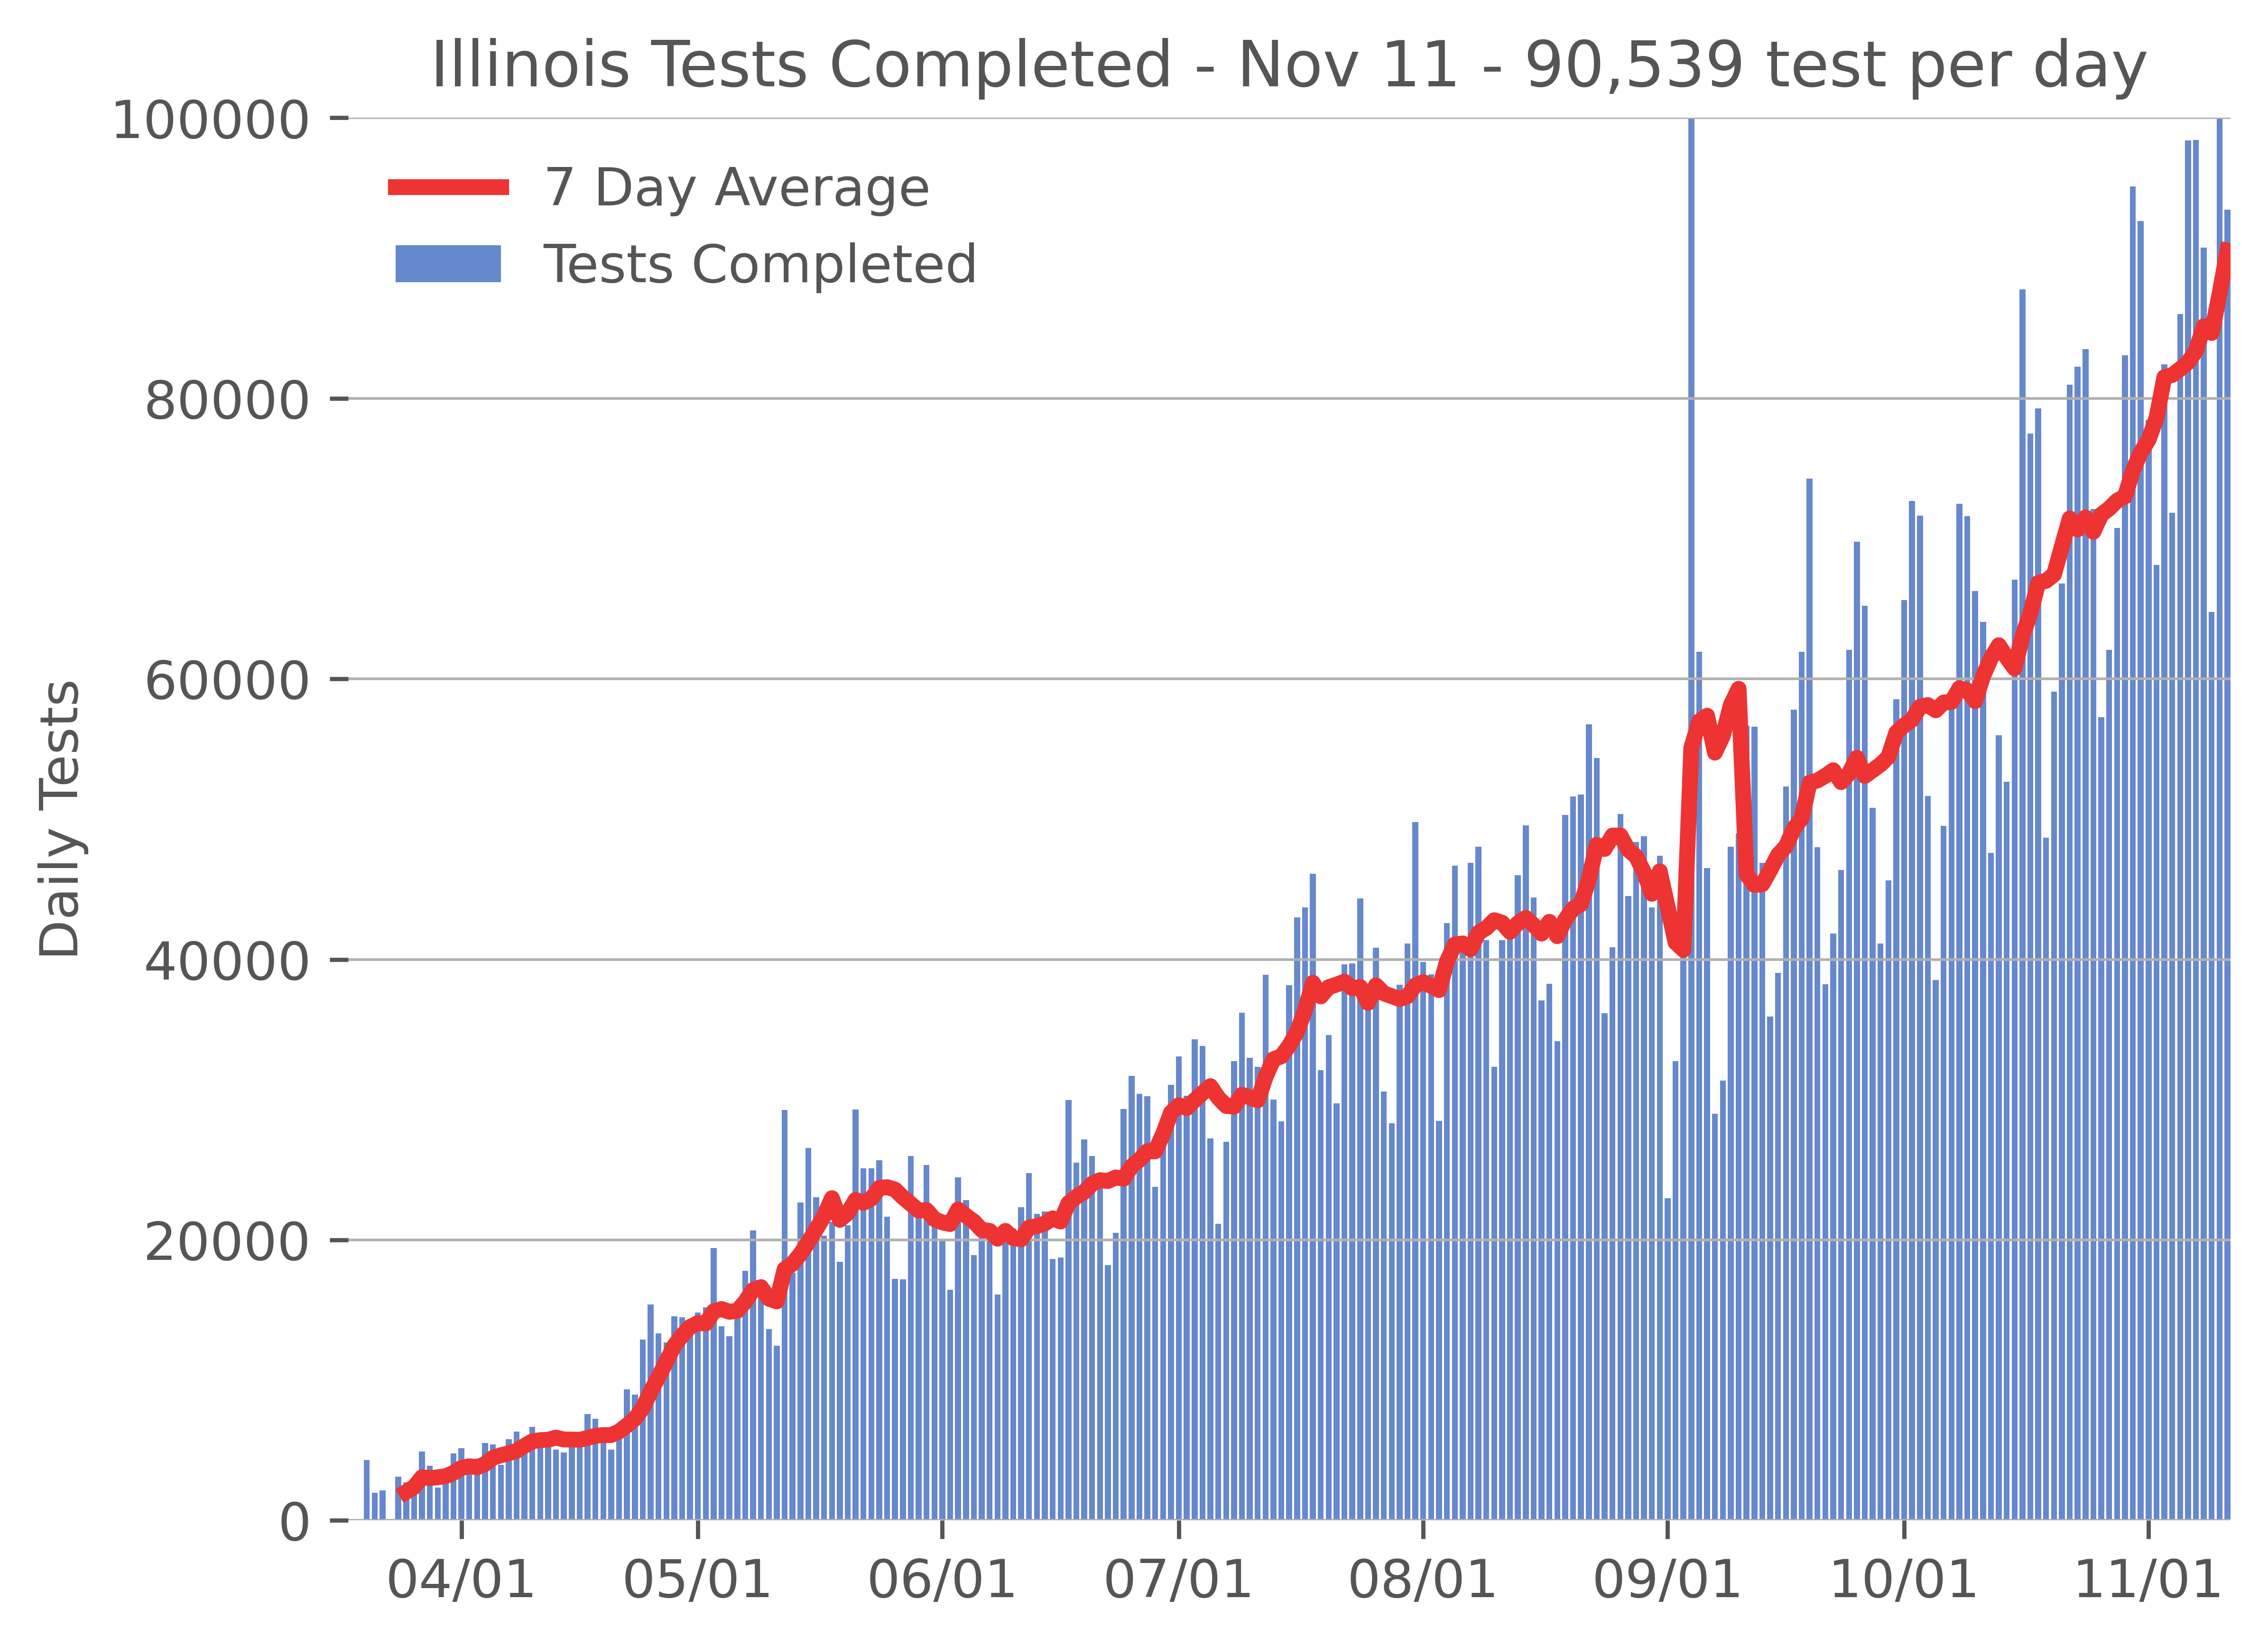 Illinois Tests Completed - Nov 11 - 90,539 test per day
100000
80000
60000
40000
20000
0
Daily Tests
7 Day Average
Tests Completed
04/01 05/01 06/01 07/01 08/01 09/01 10/01 11/01